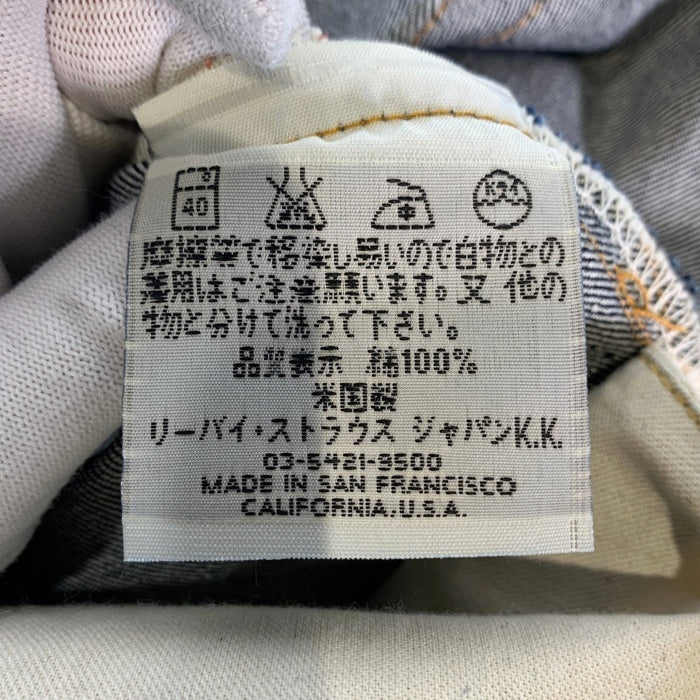 40
摩擦等で移染し易いので白物との
着用はご注意願います。又 他の
物と分けて洗って下さい。
品質表示 綿100%
米国製
リーバイ・ストラウス ジャパンK.K.
03-5421-9500
MADE IN SAN FRANCISCO
CALIFORNIA, U.S.A.